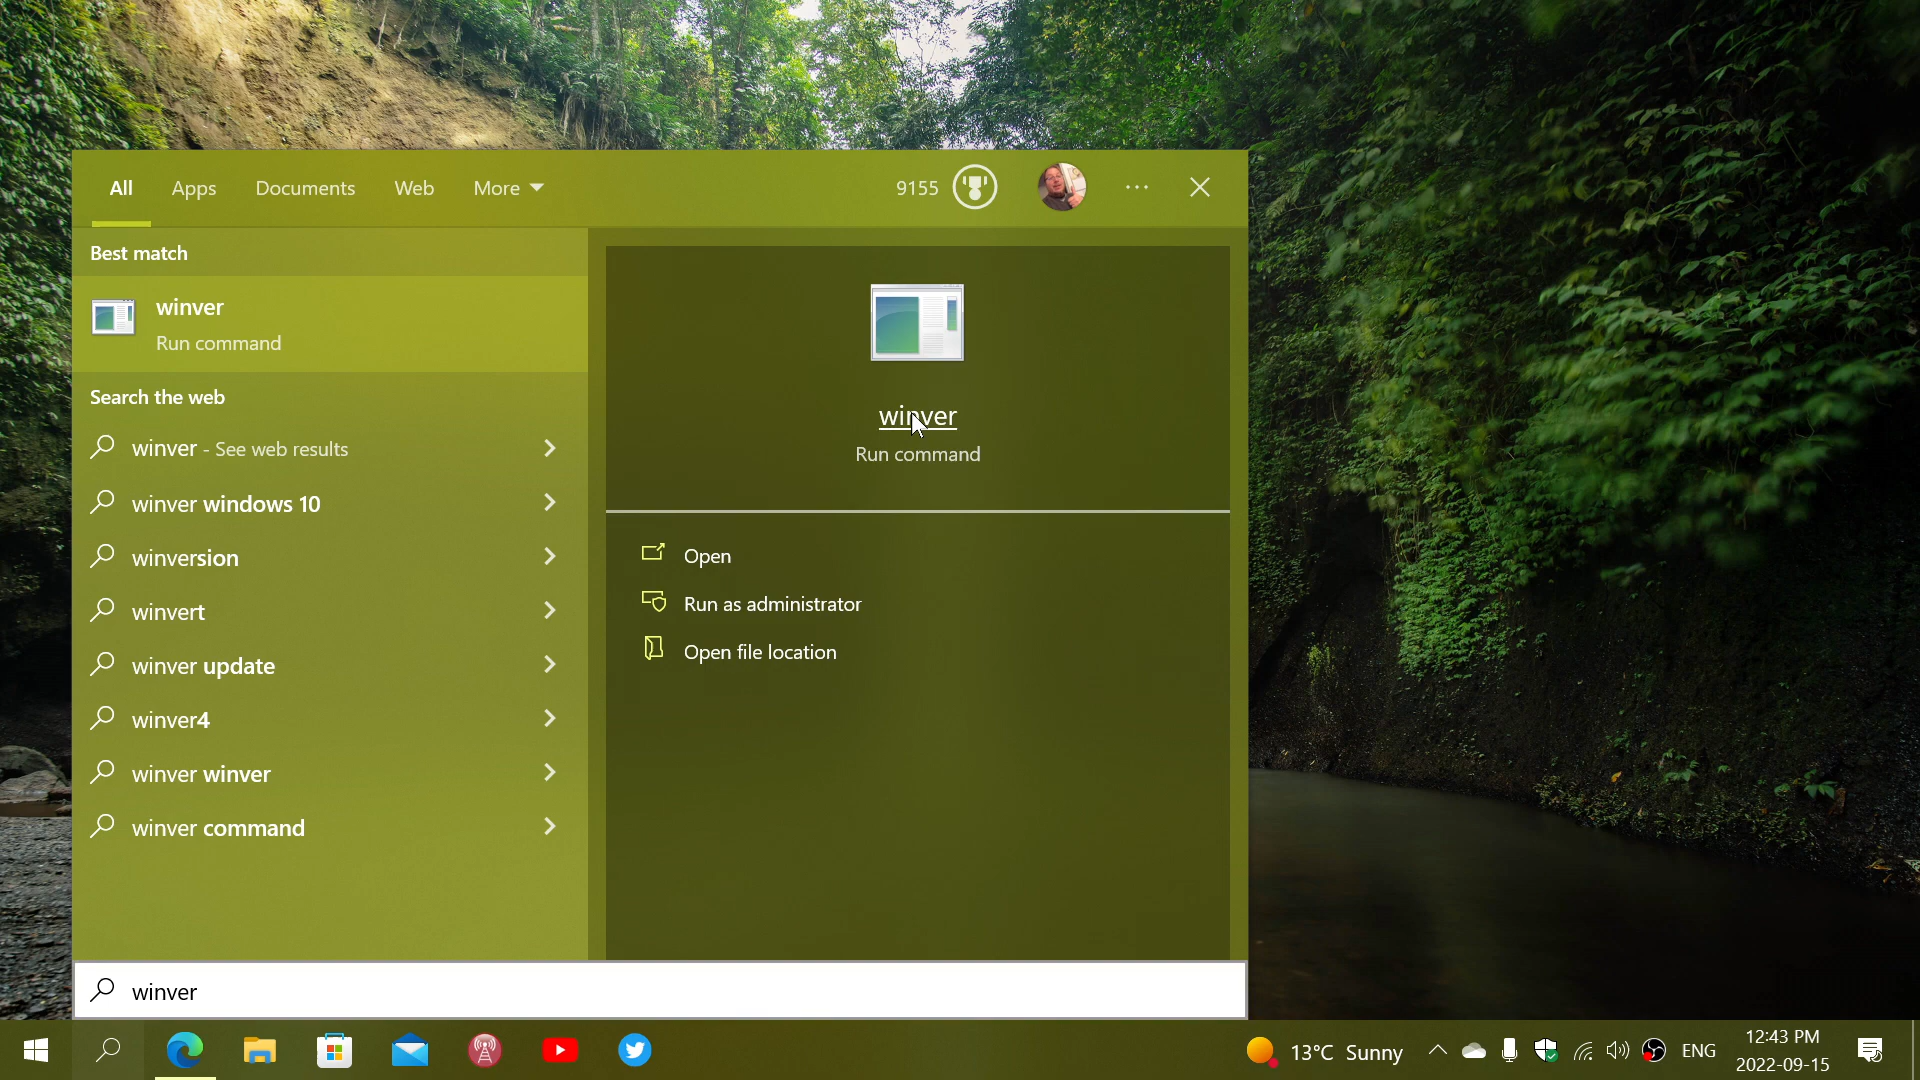 All Apps Documents Web More 9155
Best match
winver
Run command
Search the web
winver - See web results
winver windows 10
winversion
winvert
winver update
winver4
winver winver
winver command
winver
Run command
Open
Run as administrator
Open file location
winver
13°C Sunny
ENG
12:43 PM
2022-09-15